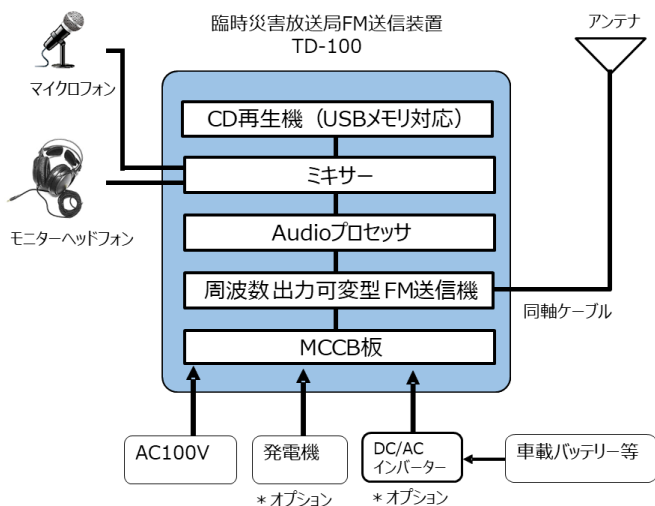 臨時災害放送局FM送信装置
TD-100
アンテナ
マイクロフォン
CD再生機（USBメモリ対応）
ミキサー
モニターヘッドフォン
Audioプロセッサ
周波数出力可変型FM送信機
同軸ケーブル
MCCB板
AC100V
発電機
DC/AC
インバーター
車載バッテリー等
＊オプション
＊オプション